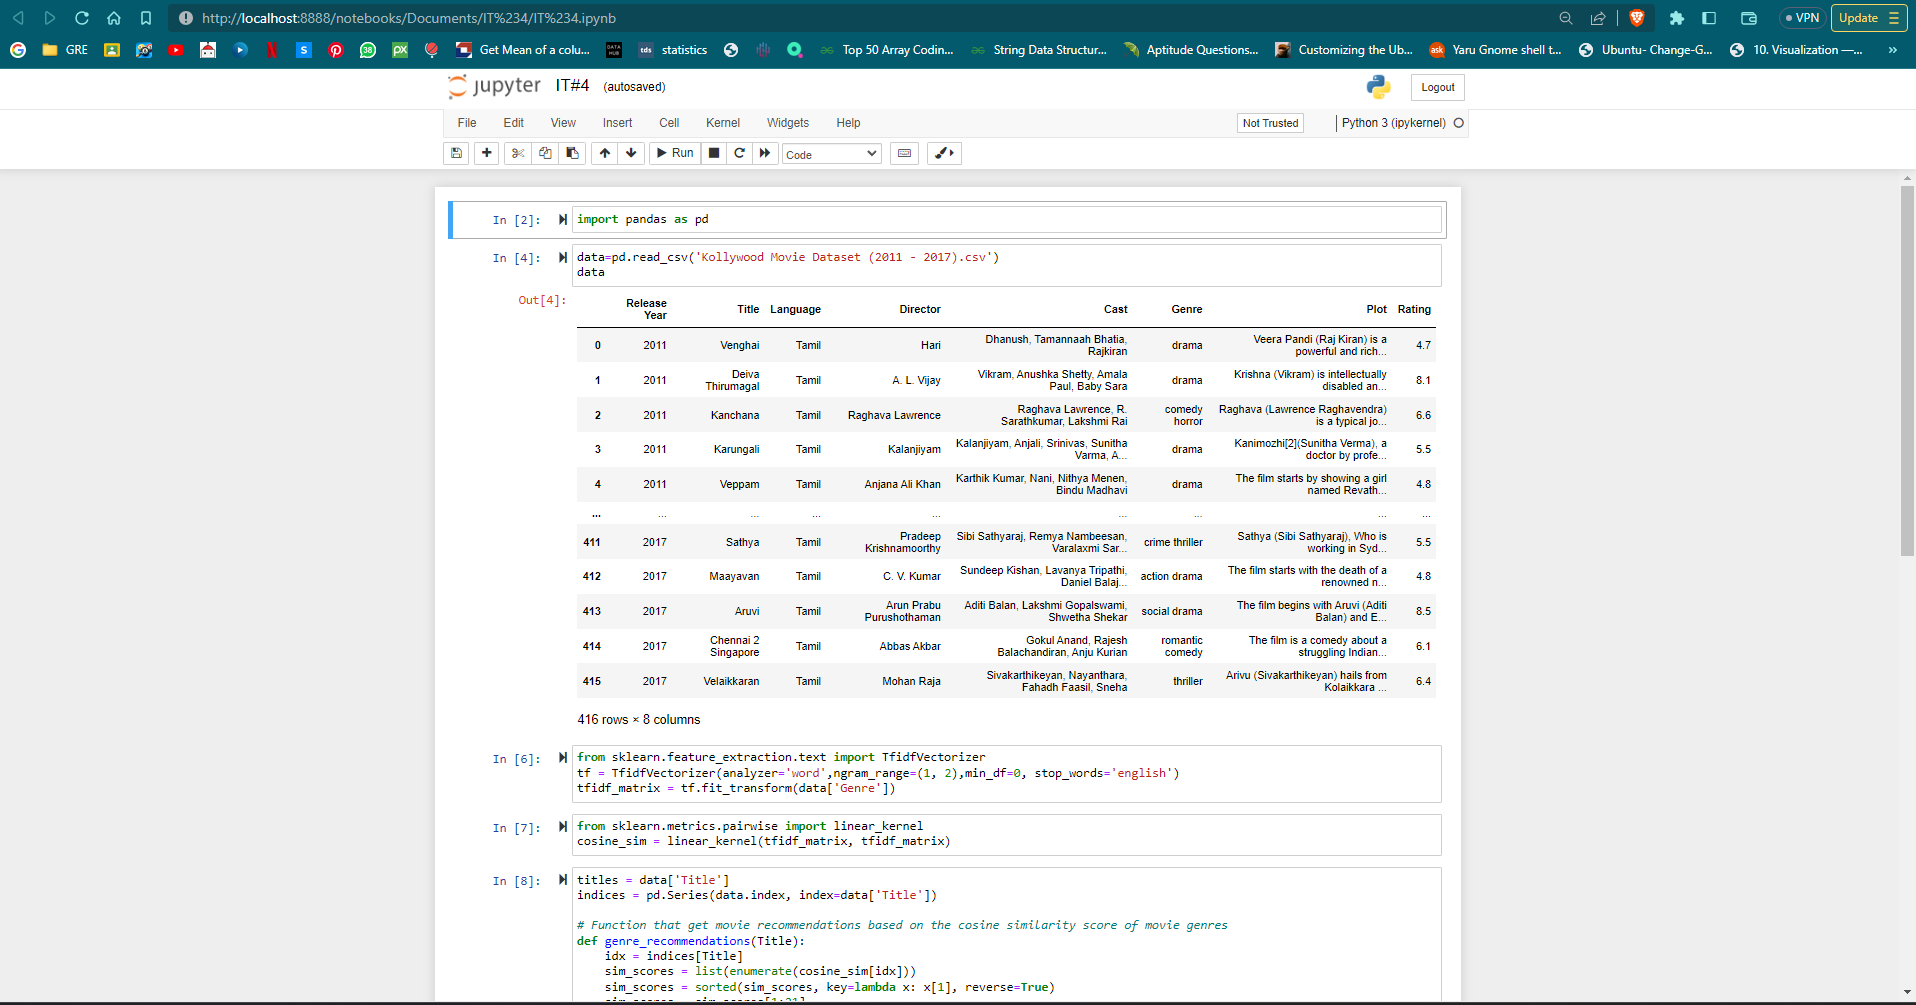 http://localhost:8888/notebooks/Documents/IT%234/IT%234.ipynb
VPN
Update
GRE
Get Mean of a colu...
tds
statistics
Top 50 Array Codin...
String Data Structur...
Aptitude Questions...
Customizing the Ub...
Yaru Gnome shell t...
Ubuntu- Change-G...
10. Visualization —...
jupyter IT#4 (autosaved)
Logout
File Edit View Insert Cell Kernel Widgets Help
Not Trusted
Python 3 (ipykernel)
Run
Code
In [2]:
import pandas as pd
In [4]:
data=pd.read_csv('Kollywood Movie Dataset (2011 - 2017).csv')
data
Out[4]:
Release Year Title Language Director Cast Genre Plot Rating
0 2011 Venghai Tamil Hari Dhanush, Tamannaah Bhatia, Rajkiran drama Veera Pandi (Raj Kiran) is a powerful and rich... 4.7
1 2011 Deiva Thirumagal Tamil A. L. Vijay Vikram, Anushka Shetty, Amala Paul, Baby Sara drama Krishna (Vikram) is intellectually disabled an... 8.1
2 2011 Kanchana Tamil Raghava Lawrence Raghava Lawrence, R. Sarathkumar, Lakshmi Rai comedy horror Raghava (Lawrence Raghavendra) is a typical jo... 6.6
3 2011 Karungali Tamil Kalanjiyam Kalanjiyam, Anjali, Srinivas, Sunitha Varma, A... drama Kanimozhi[2](Sunitha Verma), a doctor by profe... 5.5
4 2011 Veppam Tamil Anjana Ali Khan Karthik Kumar, Nani, Nithya Menen, Bindu Madhavi drama The film starts by showing a girl named Revath... 4.8
... ... ... ... ... ... ... ... ...
411 2017 Sathya Tamil Pradeep Krishnamoorthy Sibi Sathyaraj, Remya Nambeesan, Varalaxmi Sar... crime thriller Sathya (Sibi Sathyaraj), Who is working in Syd... 5.5
412 2017 Maayavan Tamil C. V. Kumar Sundeep Kishan, Lavanya Tripathi, Daniel Balaj... action drama The film starts with the death of a renowned n... 4.8
413 2017 Aruvi Tamil Arun Prabu Purushothaman Aditi Balan, Lakshmi Gopalswami, Shwetha Shekar social drama The film begins with Aruvi (Aditi Balan) and E... 8.5
414 2017 Chennai 2 Singapore Tamil Abbas Akbar Gokul Anand, Rajesh Balachandiran, Anju Kurian romantic comedy The film is a comedy about a struggling Indian... 6.1
415 2017 Velaikkaran Tamil Mohan Raja Sivakarthikeyan, Nayanthara, Fahadh Faasil, Sneha thriller Arivu (Sivakarthikeyan) hails from Kolaikkara ... 6.4
416 rows × 8 columns
In [6]:
from sklearn.feature_extraction.text import TfidfVectorizer
tf = TfidfVectorizer(analyzer='word',ngram_range=(1, 2),min_df=0, stop_words='english')
tfidf_matrix = tf.fit_transform(data['Genre'])
In [7]:
from sklearn.metrics.pairwise import linear_kernel
cosine_sim = linear_kernel(tfidf_matrix, tfidf_matrix)
In [8]:
titles = data['Title']
indices = pd.Series(data.index, index=data['Title'])
# Function that get movie recommendations based on the cosine similarity score of movie genres
def genre_recommendations(Title):
idx = indices[Title]
sim_scores = list(enumerate(cosine_sim[idx]))
sim_scores = sorted(sim_scores, key=lambda x: x[1], reverse=True)